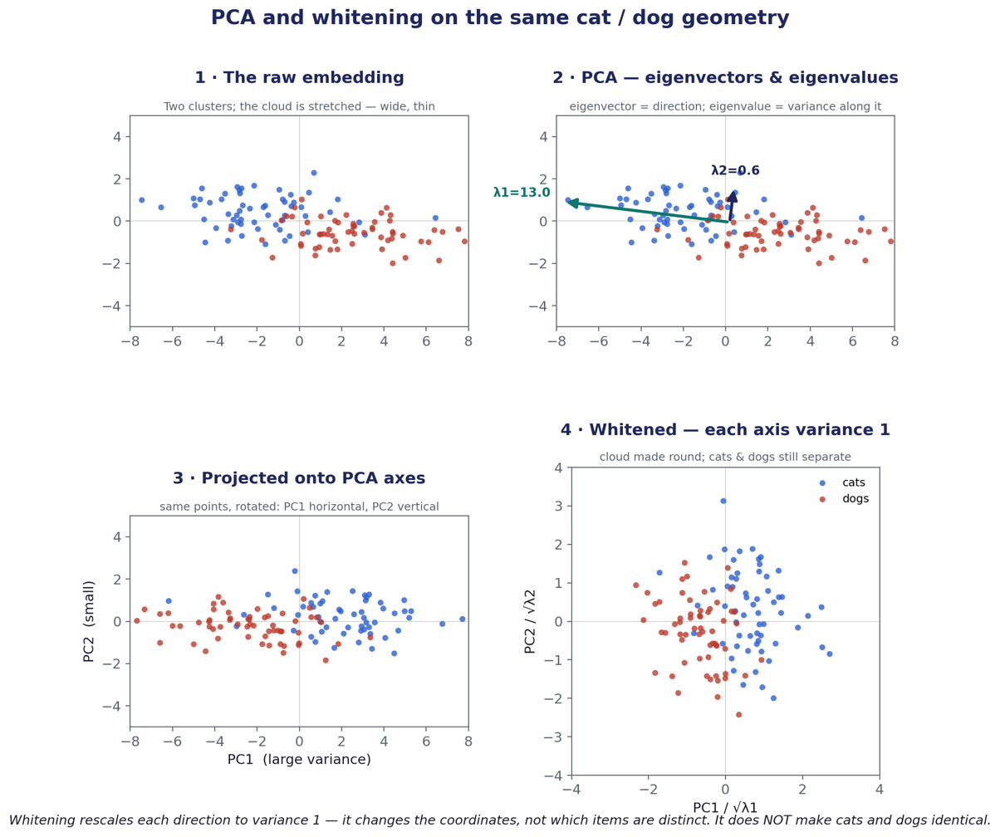 PCA and whitening on the same cat / dog geometry
1 · The raw embedding
Two clusters; the cloud is stretched — wide, thin
4
2
0
−2
−4
−8 −6 −4 −2 0 2 4 6 8
2 · PCA — eigenvectors & eigenvalues
eigenvector = direction; eigenvalue = variance along it
λ2=0.6
λ1=13.0
4
2
0
−2
−4
−8 −6 −4 −2 0 2 4 6 8
3 · Projected onto PCA axes
same points, rotated: PC1 horizontal, PC2 vertical
PC2 (small)
4
2
0
−2
−4
−8 −6 −4 −2 0 2 4 6 8
PC1 (large variance)
4 · Whitened — each axis variance 1
cloud made round; cats & dogs still separate
cats
dogs
PC2 / √λ2
4
3
2
1
0
−1
−2
−3
−4
−4 −2 0 2 4
PC1 / √λ1
Whitening rescales each direction to variance 1 — it changes the coordinates, not which items are distinct. It does NOT make cats and dogs identical.